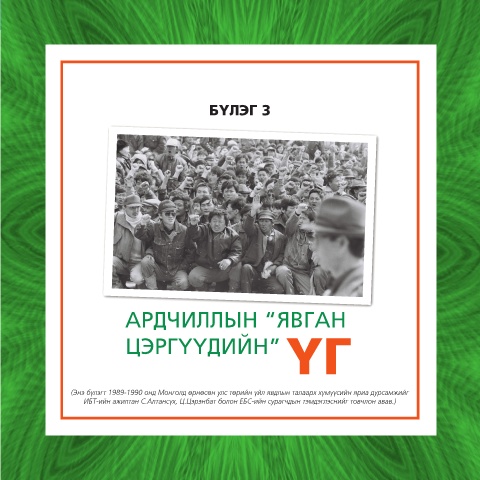 БҮЛЭГ 3
АРДЧИЛЛЫН “ЯВГАН
ЦЭРГҮҮДИЙН” ҮГ
(Энэ бүлэгт 1989-1990 онд Монголд өрнөсөн улс төрийн үйл явдлын талаарх хүмүүсийн яриа дурсамжийг
ИБТ-ийн ажилтан С.Алтансүх, Ц.Цэрэнбат болон ЕБС-ийн сурагчдын тэмдэглэснийг товчлон авав.)